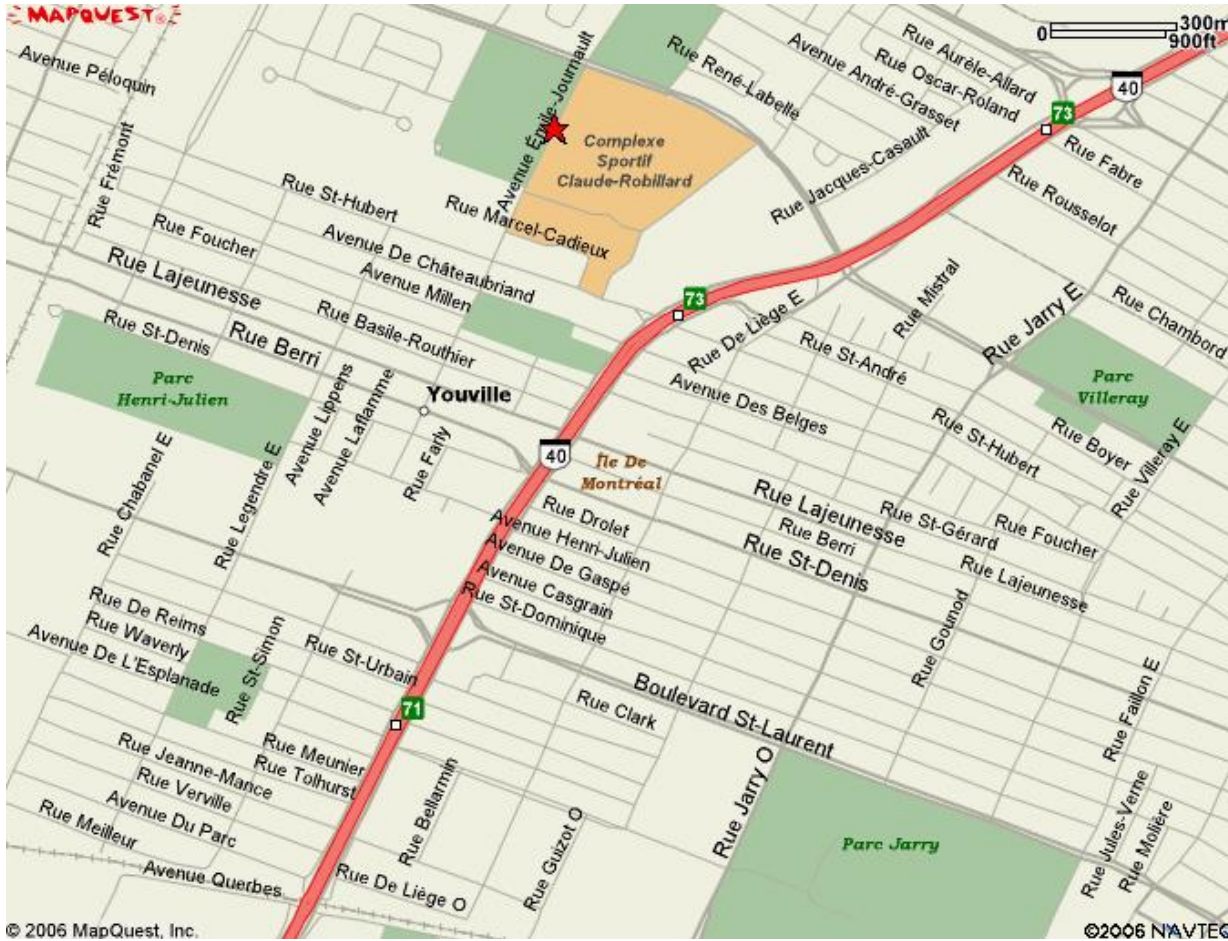 MAPQUEST
300m
0
900ft
Avenue Péloquin
Rue Frémont
Avenue Émile-Journault
Rue René-Labelle
Avenue André-Grasset
Rue Aurèle-Allard
Rue Oscar-Roland
40
73
Complexe
Sportif
Claude-Robillard
Rue Jacques-Casault
Rue Fabre
Rue Rousselot
Rue St-Hubert
Rue Marcel-Cadieux
Rue Foucher
Avenue De Châteaubriand
Rue Lajeunesse
Avenue Millen
73
Rue De Liège E
Rue Mistral
Rue Jarry E
Rue Chambord
Rue St-Denis
Rue Berri
Rue Basile-Routhier
Rue St-André
Parc
Henri-Julien
Youville
Avenue Des Belges
Parc
Villeray
Avenue Lippens
Avenue Laflamme
Rue Farly
Rue St-Hubert
Rue Boyer
Rue Villeray E
Rue Chabanel E
Rue Legendre E
40
Île De
Montréal
Rue Drolet
Avenue Henri-Julien
Avenue De Gaspé
Avenue Casgrain
Rue St-Dominique
Rue Lajeunesse
Rue Berri
Rue St-Denis
Rue St-Gérard
Rue Foucher
Rue Lajeunesse
Rue De Reims
Rue Waverly
Avenue De L'Esplanade
Rue St-Simon
Rue St-Urbain
Rue Gounod
Rue Faillon E
71
Rue Clark
Boulevard St-Laurent
Rue Meunier
Rue Tolhurst
Rue Jeanne-Mance
Rue Verville
Avenue Du Parc
Rue Meilleur
Rue Bellarmin
Rue Guizot O
Rue Jarry O
Parc Jarry
Rue Jules-Verne
Rue Molière
Avenue Querbes
Rue De Liège O
© 2006 MapQuest, Inc.
©2006 NAVTEQ